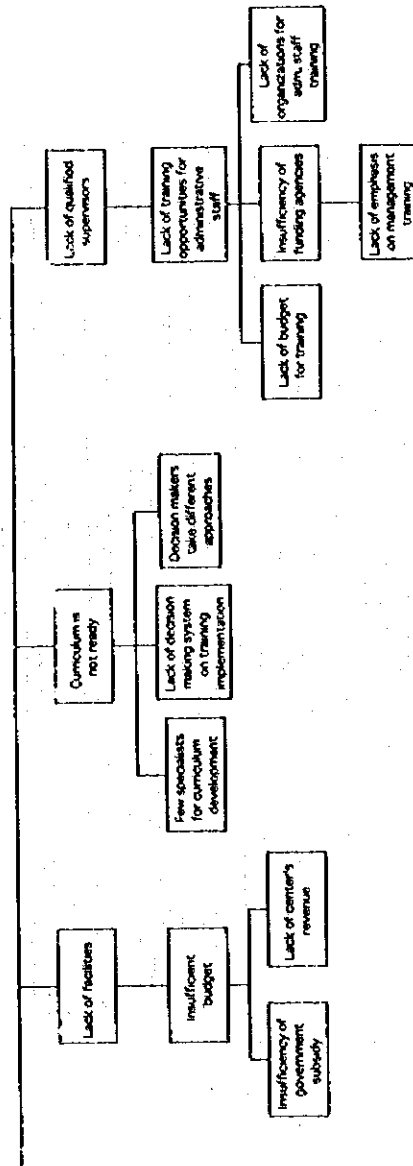 Lack of facilities
Insufficient
budget
Insufficiency of
government
subsidy
Lack of center's
revenue
Curriculum is
not ready
Few specialists
for curriculum
development
Lack of decision
making system
on training
implementation
Decision makers
take different
approaches
Lack of qualified
supervisors
Lack of training
opportunities for
administrative
staff
Lack of budget
for training
Insufficiency of
funding agencies
Lack of emphasis
on management
training
Lack of
organizations for
adm. staff
training